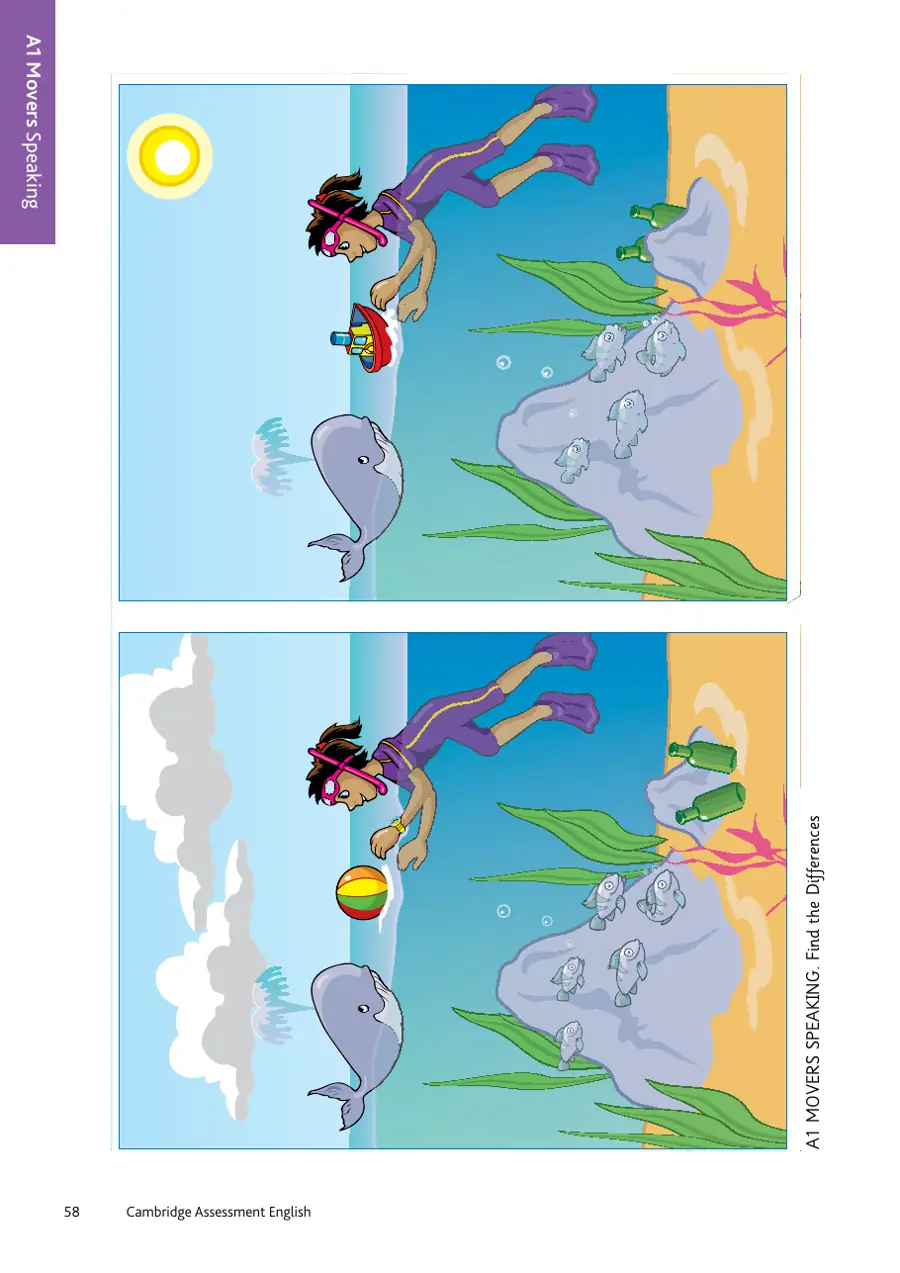 A1 Movers Speaking
A1 MOVERS SPEAKING. Find the Differences
58 Cambridge Assessment English